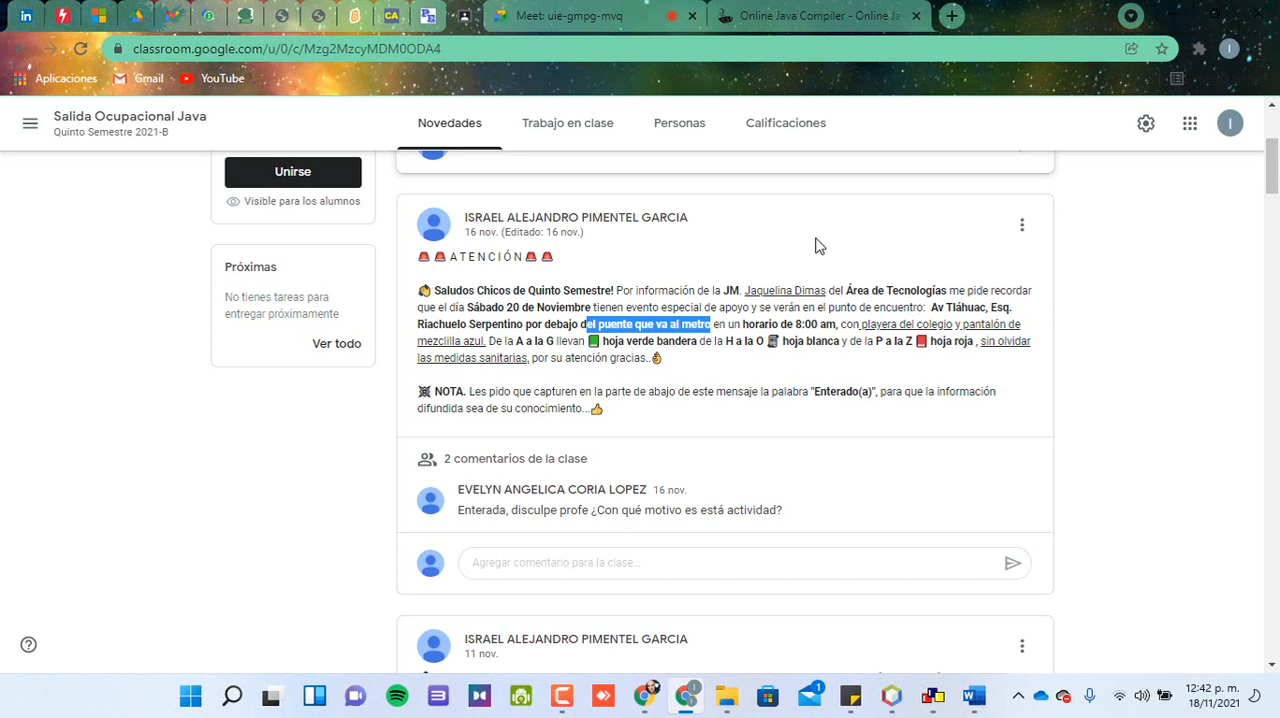 Meet: uie-gmpg-mvq
Online Java Compiler - Online Ja
classroom.google.com/u/0/c/Mzg2MzcyMDM0ODA4
Aplicaciones
Gmail
YouTube
Salida Ocupacional Java
Quinto Semestre 2021-B
Novedades
Trabajo en clase
Personas
Calificaciones
Unirse
Visible para los alumnos
Próximas
No tienes tareas para
entregar próximamente
Ver todo
ISRAEL ALEJANDRO PIMENTEL GARCIA
16 nov. (Editado: 16 nov.)
🚨 🚨 A T E N C I Ó N 🚨 🚨
👏 Saludos Chicos de Quinto Semestre! Por información de la JM. Jaquelina Dimas del Área de Tecnologías me pide recordar
que el día Sábado 20 de Noviembre tienen evento especial de apoyo y se verán en el punto de encuentro: Av Tláhuac, Esq.
Riachuelo Serpentino por debajo del puente que va al metro en un horario de 8:00 am, con playera del colegio y pantalón de
mezclilla azul. De la A a la G llevan 📗 hoja verde bandera de la H a la O hoja blanca y de la P a la Z 📕 hoja roja , sin olvidar
las medidas sanitarias, por su atención gracias..👌
NOTA. Les pido que capturen en la parte de abajo de este mensaje la palabra "Enterado(a)", para que la información
difundida sea de su conocimiento...👍
2 comentarios de la clase
EVELYN ANGELICA CORIA LOPEZ 16 nov.
Enterada, disculpe profe ¿Con qué motivo es está actividad?
Agregar comentario para la clase...
ISRAEL ALEJANDRO PIMENTEL GARCIA
11 nov.
12:42 p. m.
18/11/2021